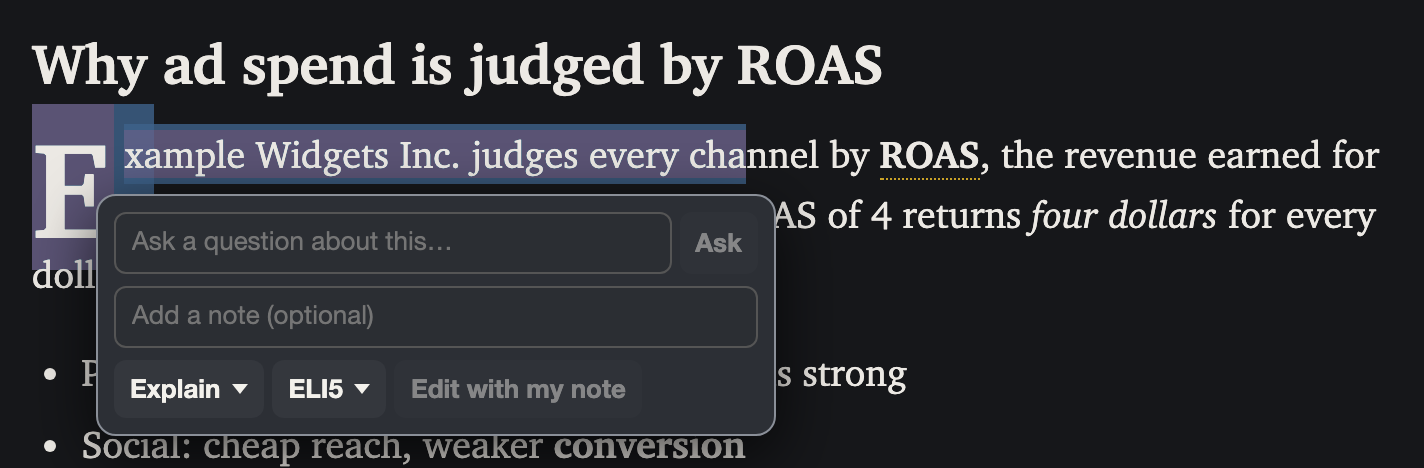 Why ad spend is judged by ROAS
Example Widgets Inc. judges every channel by ROAS, the revenue earned for
of 4 returns four dollars for every
Ask a question about this...
Ask
Add a note (optional)
Explain
ELI5
Edit with my note
strong
Social: cheap reach, weaker conversion